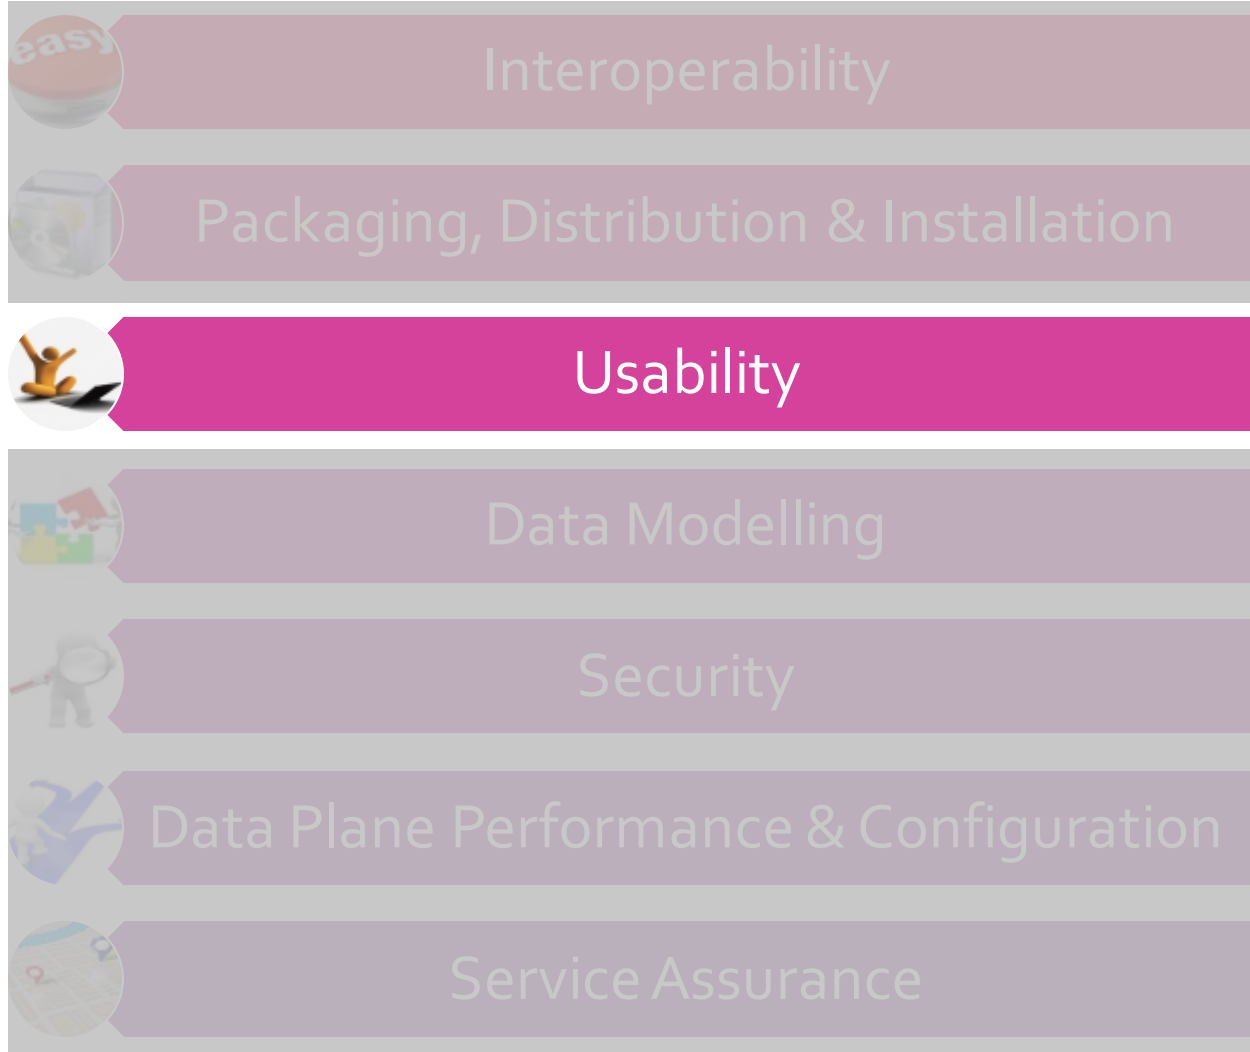 easy
Interoperability
Packaging, Distribution & Installation
Usability
Data Modelling
Security
Data Plane Performance & Configuration
Service Assurance